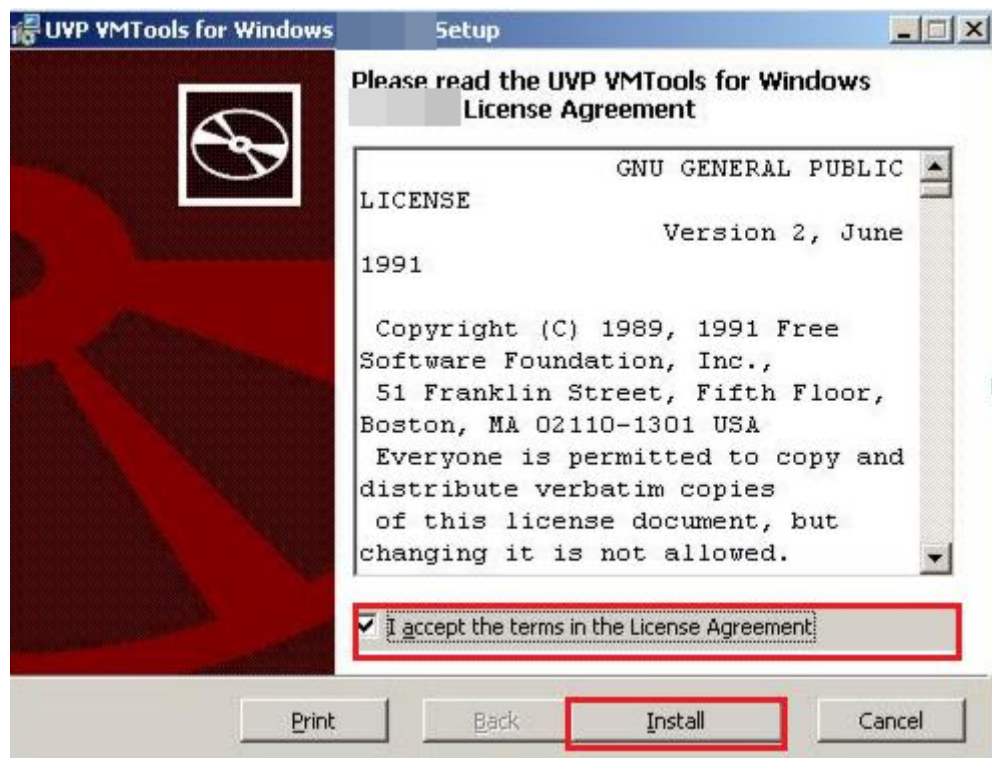 UVP VMTools for Windows Setup
Please read the UVP VMTools for Windows
License Agreement
GNU GENERAL PUBLIC
LICENSE
Version 2, June
1991
Copyright (C) 1989, 1991 Free
Software Foundation, Inc.,
51 Franklin Street, Fifth Floor,
Boston, MA 02110-1301 USA
Everyone is permitted to copy and
distribute verbatim copies
of this license document, but
changing it is not allowed.
I accept the terms in the License Agreement
Print Back Install Cancel